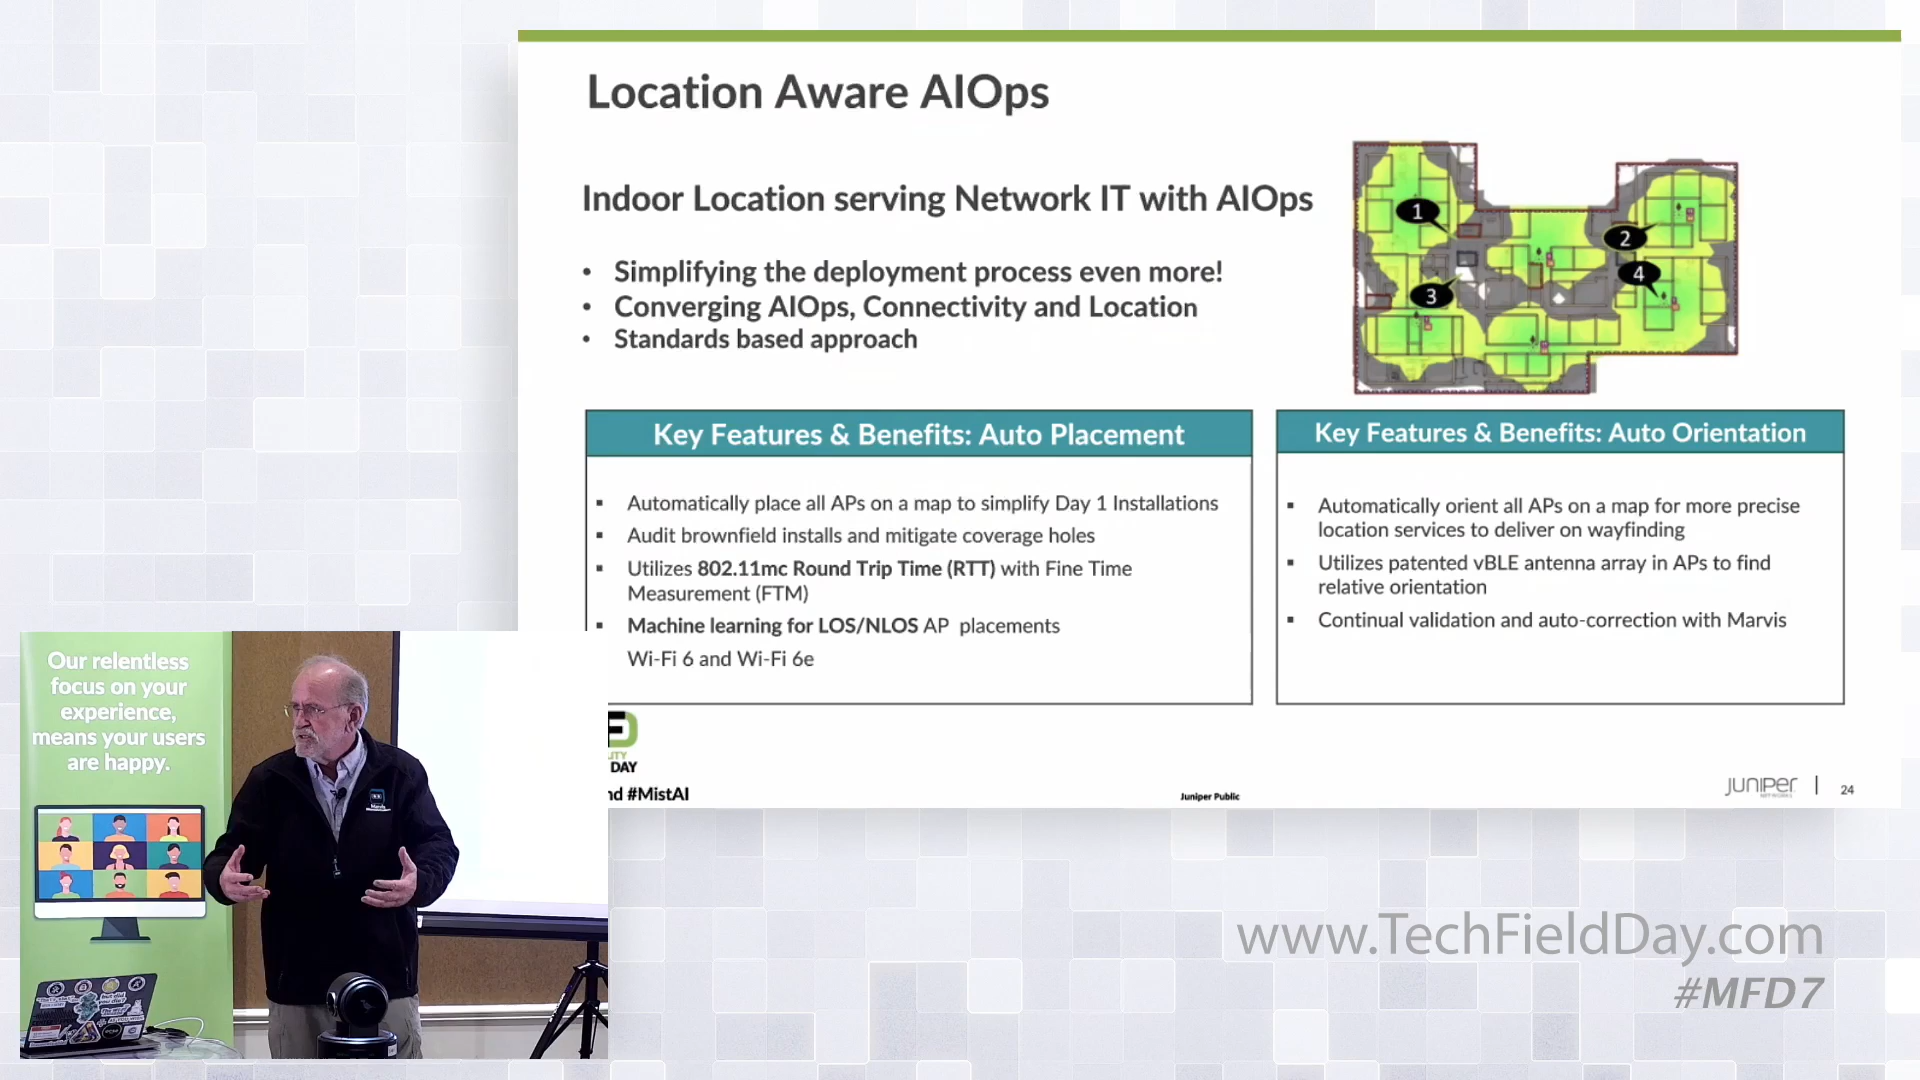 Location Aware AIOps
Indoor Location serving Network IT with AIOps
• Simplifying the deployment process even more!
• Converging AIOps, Connectivity and Location
• Standards based approach
1
2
3
4
Key Features & Benefits: Auto Placement
▪ Automatically place all APs on a map to simplify Day 1 Installations
▪ Audit brownfield installs and mitigate coverage holes
▪ Utilizes 802.11mc Round Trip Time (RTT) with Fine Time
Measurement (FTM)
▪ Machine learning for LOS/NLOS AP placements
Wi-Fi 6 and Wi-Fi 6e
Key Features & Benefits: Auto Orientation
▪ Automatically orient all APs on a map for more precise
location services to deliver on wayfinding
▪ Utilizes patented vBLE antenna array in APs to find
relative orientation
▪ Continual validation and auto-correction with Marvis
Our relentless
focus on your
experience,
means your users
are happy.
Marvis
DAY
#MistAI
Juniper Public
JUNIPER
NETWORKS
24
www.TechFieldDay.com
#MFD7